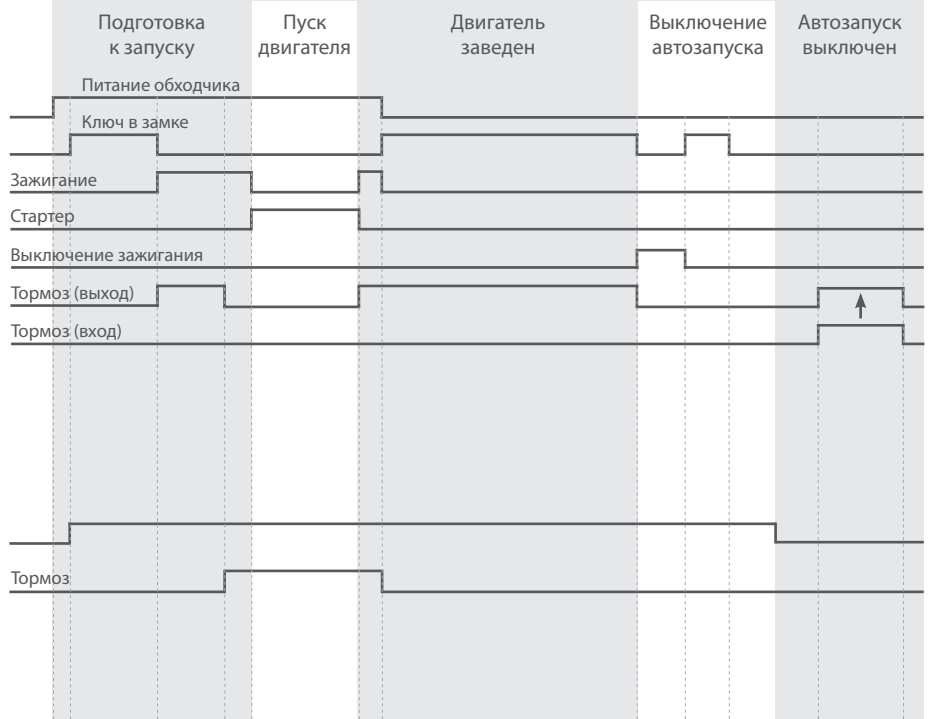 Подготовка
к запуску
Пуск
двигателя
Двигатель
заведен
Выключение
автозапуска
Автозапуск
выключен
Питание обходчика
Ключ в замке
Зажигание
Стартер
Выключение зажигания
Тормоз (выход)
Тормоз (вход)
Тормоз